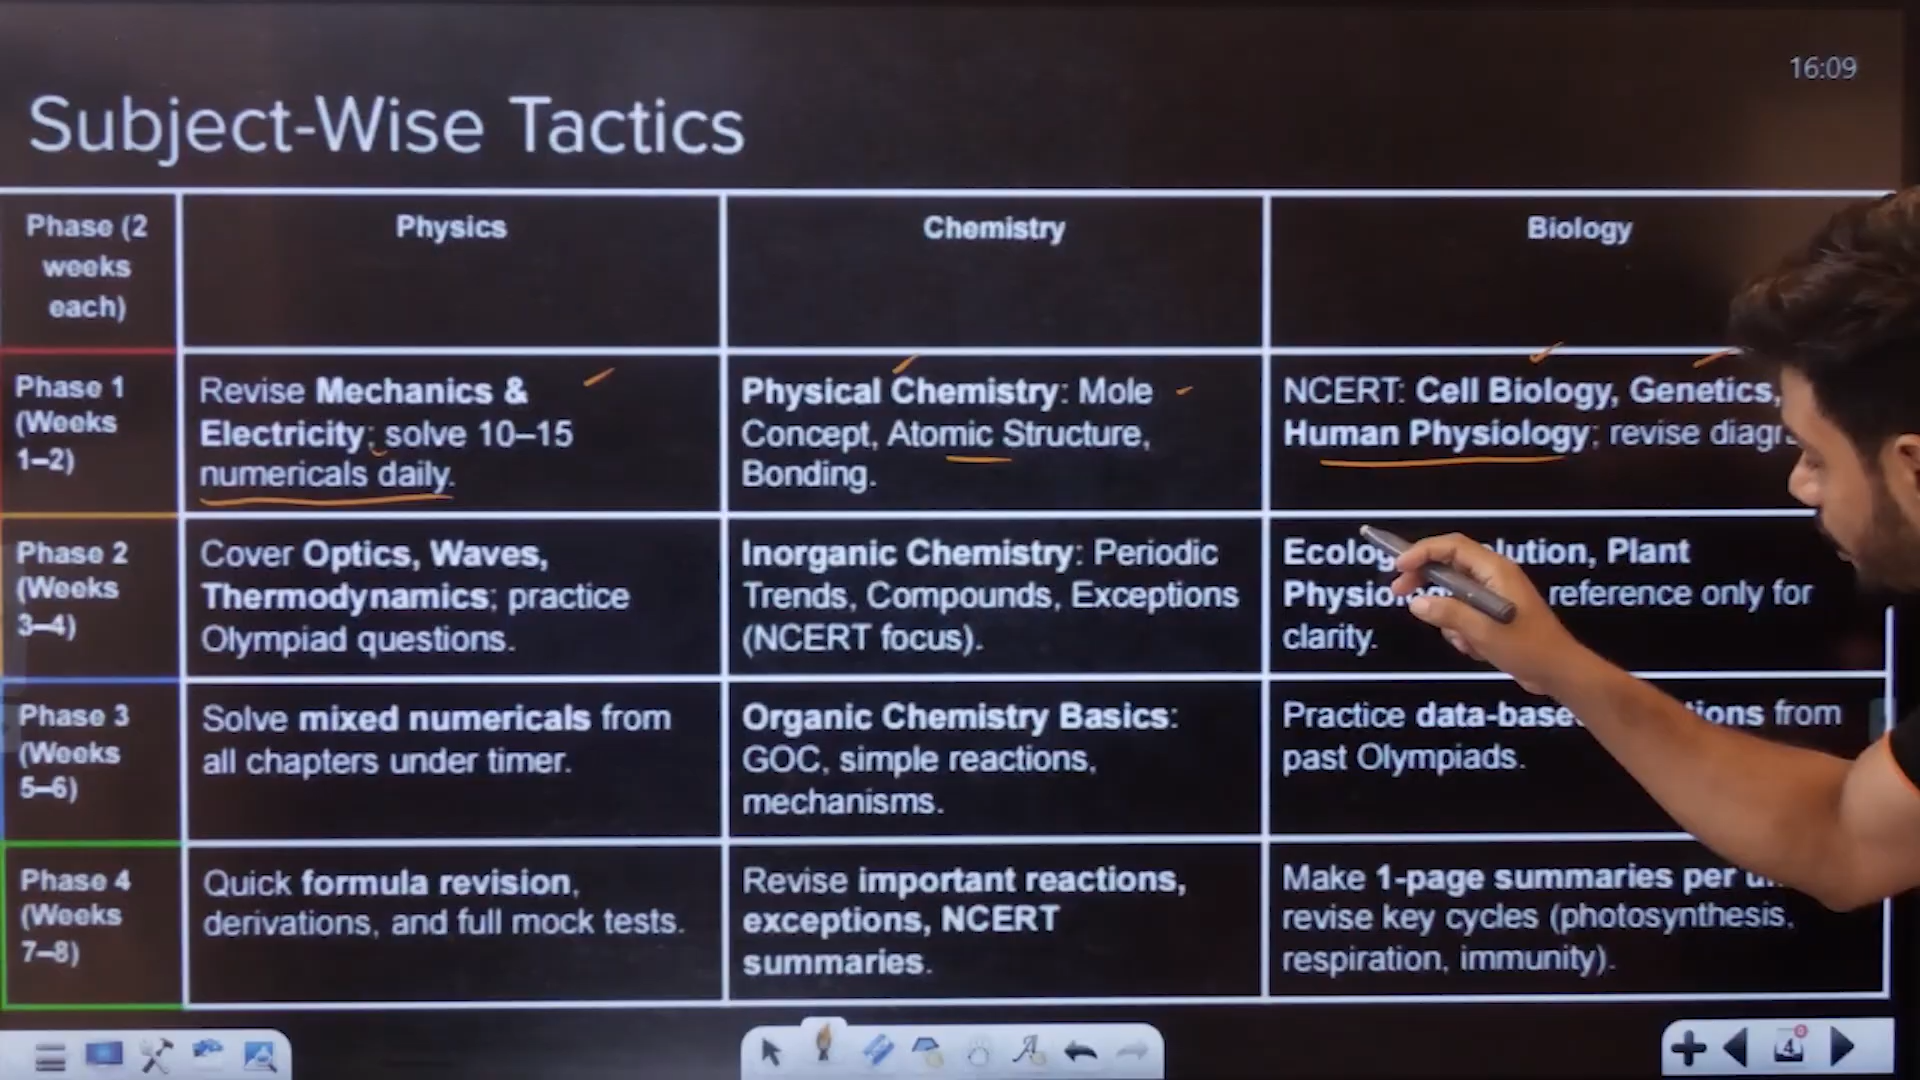 16:09
Subject-Wise Tactics
Phase (2
weeks
each)
Physics
Chemistry
Biology
Phase 1
(Weeks
1–2)
Revise Mechanics &
Electricity; solve 10–15
numericals daily.
Physical Chemistry: Mole
Concept, Atomic Structure,
Bonding.
NCERT: Cell Biology, Genetics,
Human Physiology; revise
Phase 2
(Weeks
3–4)
Cover Optics, Waves,
Thermodynamics; practice
Olympiad questions.
Inorganic Chemistry: Periodic
Trends, Compounds, Exceptions
(NCERT focus).
Plant
reference only for
clarity.
Phase 3
(Weeks
5–6)
Solve mixed numericals from
all chapters under timer.
Organic Chemistry Basics:
GOC, simple reactions,
mechanisms.
Practice from
past Olympiads.
Phase 4
(Weeks
7–8)
Quick formula revision,
derivations, and full mock tests.
Revise important reactions,
exceptions, NCERT
summaries.
Make 1-page summaries per
revise key cycles (photosynthesis,
respiration, immunity).
4